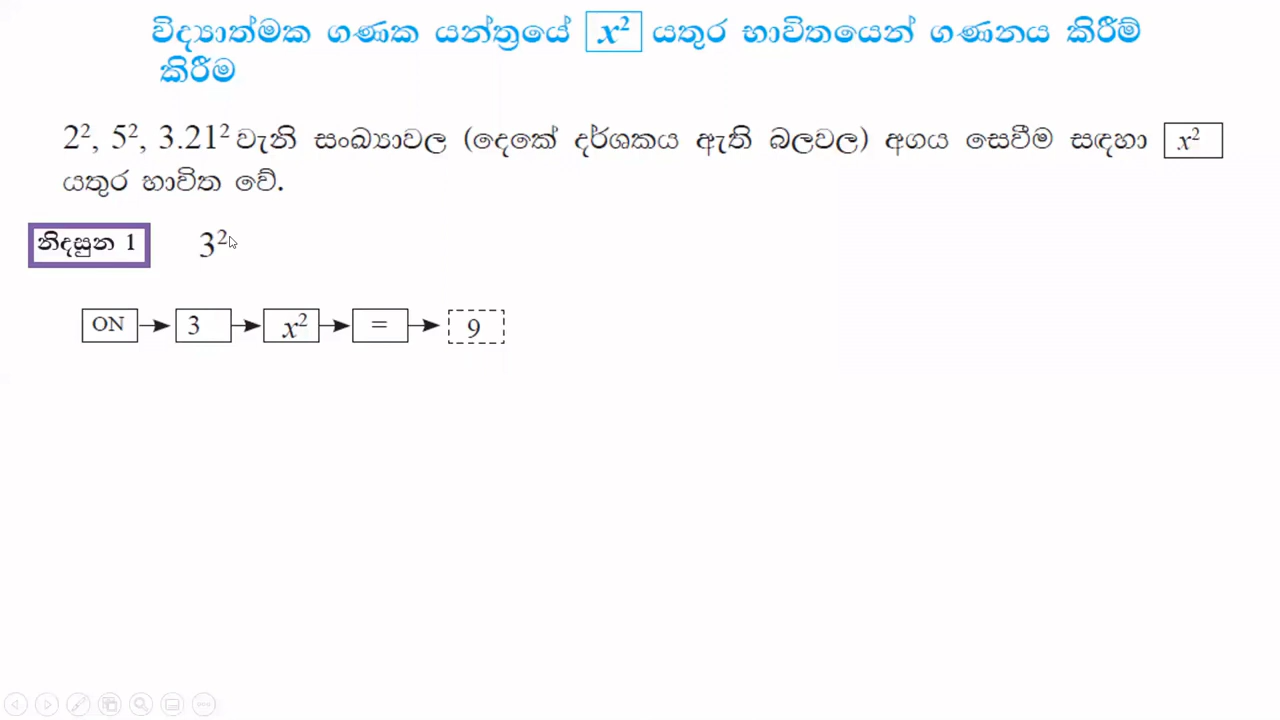 විද්‍යාත්මක ගණක යන්ත්‍රයේ x² යතුර භාවිතයෙන් ගණනය කිරීම්
කිරීම
2², 5², 3.21² වැනි සංඛ්‍යාවල (දෙකේ දර්ශකය ඇති බලවල) අගය සෙවීම සඳහා x²
යතුර භාවිත වේ.
නිදසුන 1 3²
ON 3 x² = 9